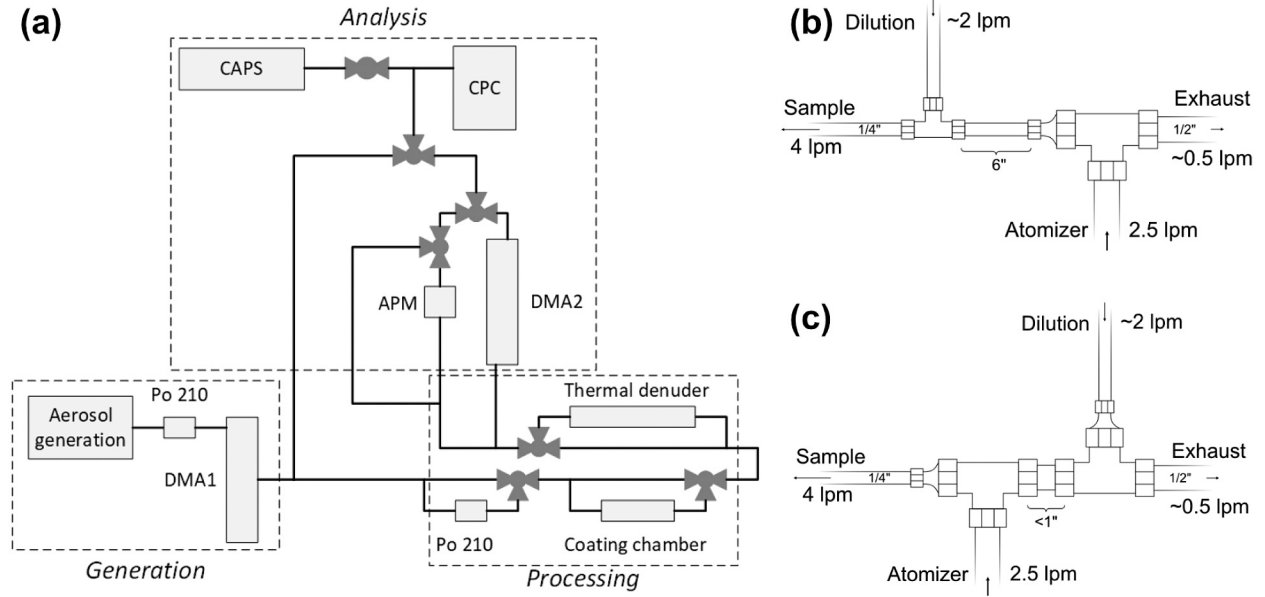 (a)
Analysis
CAPS
CPC
APM
DMA2
Po 210
Aerosol
generation
DMA1
Generation
Thermal denuder
Po 210
Coating chamber
Processing
(b)
Dilution
~2 lpm
Sample
1/4"
4 lpm
6"
Exhaust
1/2"
~0.5 lpm
Atomizer
2.5 lpm
(c)
Dilution
~2 lpm
Sample
1/4"
4 lpm
<1"
Exhaust
1/2"
~0.5 lpm
Atomizer
2.5 lpm